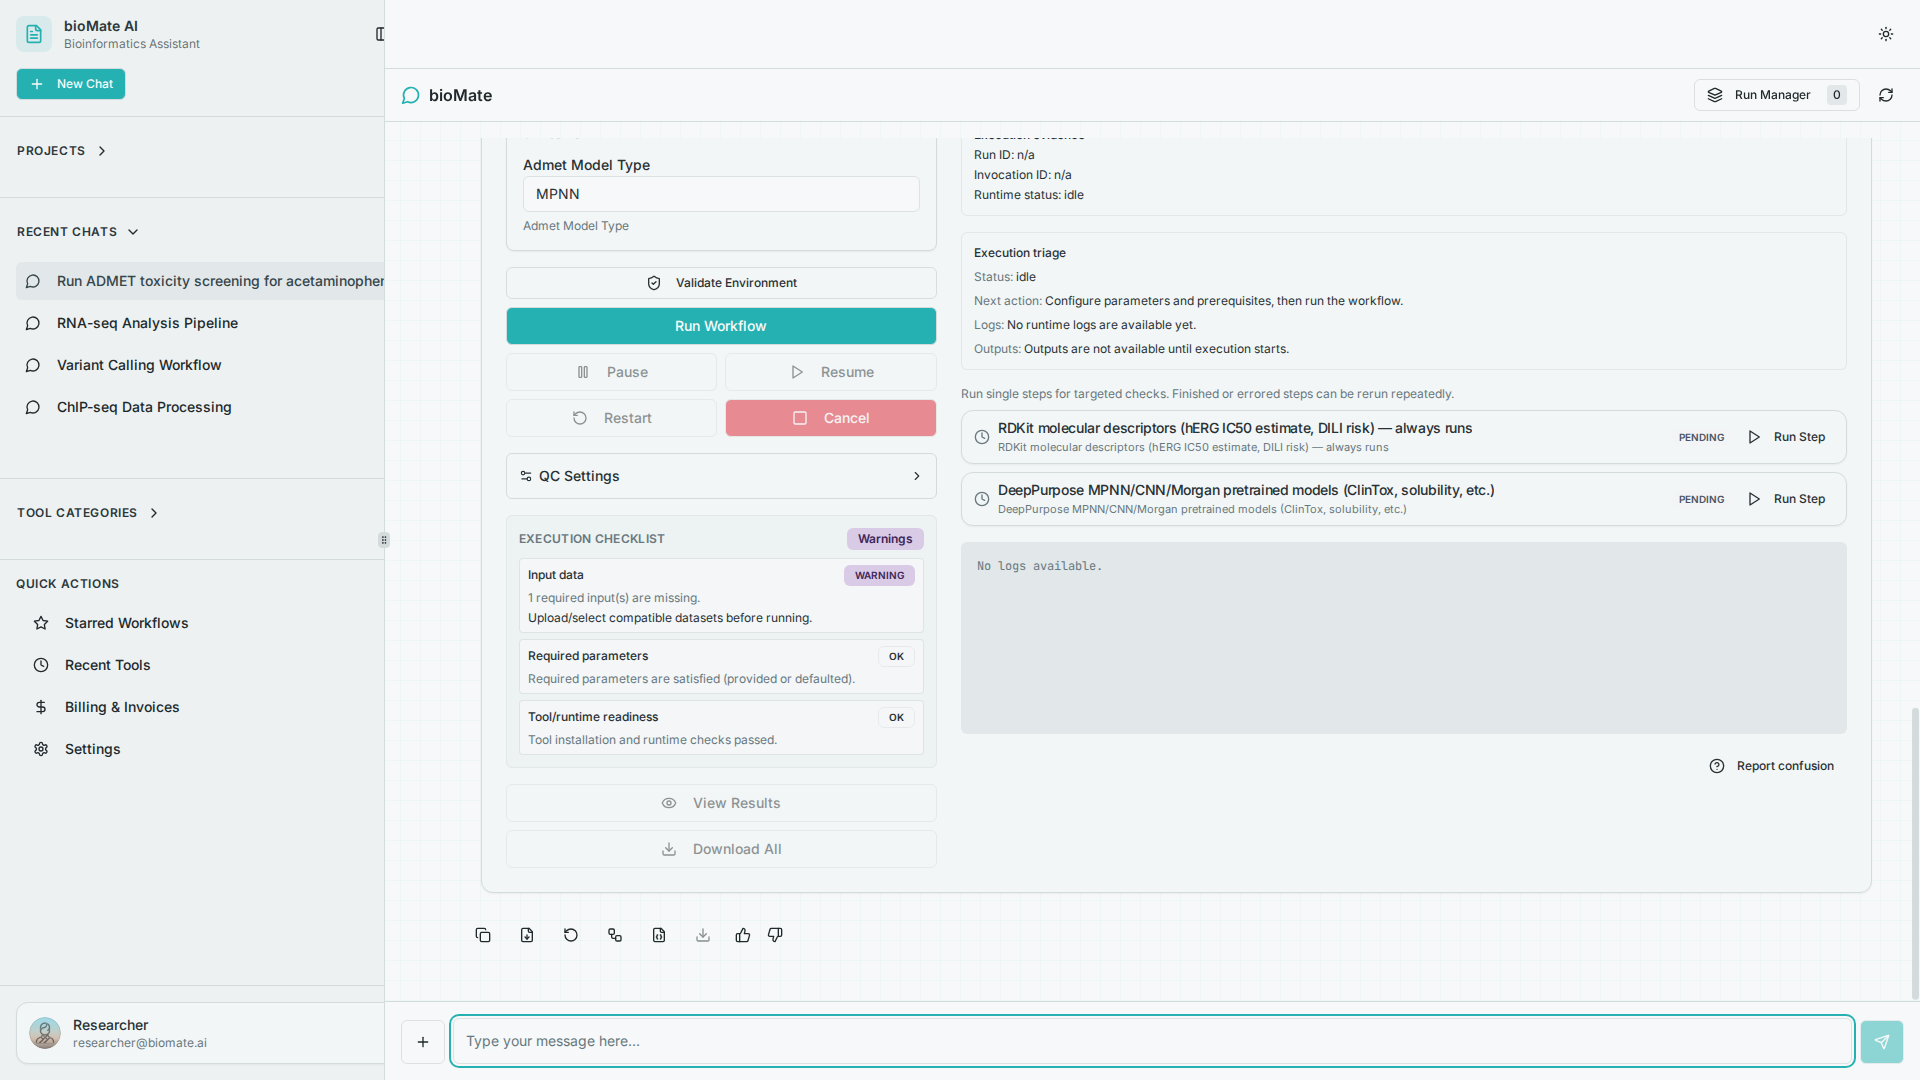 bioMate AI
Bioinformatics Assistant
New Chat
PROJECTS
RECENT CHATS
Run ADMET toxicity screening for acetaminophen
RNA-seq Analysis Pipeline
Variant Calling Workflow
ChIP-seq Data Processing
TOOL CATEGORIES
QUICK ACTIONS
Starred Workflows
Recent Tools
Billing & Invoices
Settings
Researcher
researcher@biomate.ai
bioMate
Run Manager 0
Admet Model Type
MPNN
Admet Model Type
Validate Environment
Run Workflow
Pause
Resume
Restart
Cancel
QC Settings
EXECUTION CHECKLIST
Warnings
Input data
WARNING
1 required input(s) are missing.
Upload/select compatible datasets before running.
Required parameters
OK
Required parameters are satisfied (provided or defaulted).
Tool/runtime readiness
OK
Tool installation and runtime checks passed.
View Results
Download All
Run ID: n/a
Invocation ID: n/a
Runtime status: idle
Execution triage
Status: idle
Next action: Configure parameters and prerequisites, then run the workflow.
Logs: No runtime logs are available yet.
Outputs: Outputs are not available until execution starts.
Run single steps for targeted checks. Finished or errored steps can be rerun repeatedly.
RDKit molecular descriptors (hERG IC50 estimate, DILI risk) — always runs
RDKit molecular descriptors (hERG IC50 estimate, DILI risk) — always runs
PENDING
Run Step
DeepPurpose MPNN/CNN/Morgan pretrained models (ClinTox, solubility, etc.)
DeepPurpose MPNN/CNN/Morgan pretrained models (ClinTox, solubility, etc.)
PENDING
Run Step
No logs available.
Report confusion
Type your message here...